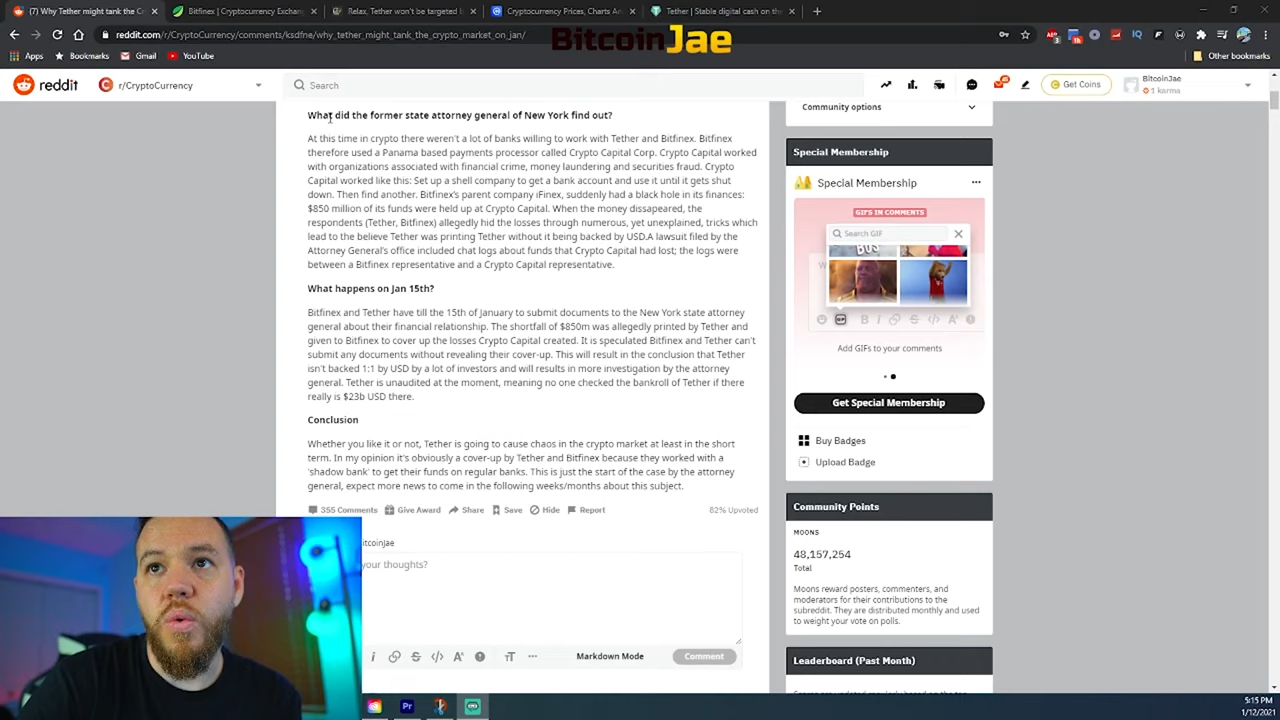 (1) Why Tether might tank the Cr
Bitfinex | Cryptocurrency Exchan
Relax, Tether won't be targeted b
Cryptocurrency Prices, Charts An
Tether | Stable digital cash on the
reddit.com/r/CryptoCurrency/comments/ksdfne/why_tether_might_tank_the_crypto_market_on_jan/
BitcoinJae
Apps
Bookmarks
Gmail
YouTube
Other bookmarks
reddit
r/CryptoCurrency
Search
Get Coins
BitcoinJae
1 karma
What did the former state attorney general of New York find out?
At this time in crypto there weren't a lot of banks willing to work with Tether and Bitfinex. Bitfinex
therefore used a Panama based payments processor called Crypto Capital Corp. Crypto Capital worked
with organizations associated with financial crime, money laundering and securities fraud. Crypto
Capital worked like this: Set up a shell company to get a bank account and use it until it gets shut
down. Then find another. Bitfinex's parent company iFinex, suddenly had a black hole in its finances:
$850 million of its funds were held up at Crypto Capital. When the money dissapeared, the
respondents (Tether, Bitfinex) allegedly hid the losses through numerous, yet unexplained, tricks which
lead to the believe Tether was printing Tether without it being backed by USD.A lawsuit filed by the
Attorney General's office included chat logs about funds that Crypto Capital had lost; the logs were
between a Bitfinex representative and a Crypto Capital representative.
What happens on Jan 15th?
Bitfinex and Tether have till the 15th of January to submit documents to the New York state attorney
general about their financial relationship. The shortfall of $850m was allegedly printed by Tether and
given to Bitfinex to cover up the losses Crypto Capital created. It is speculated Bitfinex and Tether can't
submit any documents without revealing their cover-up. This will result in the conclusion that Tether
isn't backed 1:1 by USD by a lot of investors and will results in more investigation by the attorney
general. Tether is unaudited at the moment, meaning no one checked the bankroll of Tether if there
really is $23b USD there.
Conclusion
Whether you like it or not, Tether is going to cause chaos in the crypto market at least in the short
term. In my opinion it's obviously a cover-up by Tether and Bitfinex because they worked with a
'shadow bank' to get their funds on regular banks. This is just the start of the case by the attorney
general, expect more news to come in the following weeks/months about this subject.
355 Comments
Give Award
Share
Save
Hide
Report
82% Upvoted
itcoinJae
your thoughts?
Markdown Mode
Comment
Community options
Special Membership
Special Membership
GIFS IN COMMENTS
Search GIF
GIF
Add GIFs to your comments
Get Special Membership
Buy Badges
Upload Badge
Community Points
MOONS
48,157,254
Total
Moons reward posters, commenters, and
moderators for their contributions to the
subreddit. They are distributed monthly and used
to weight your vote on polls.
Leaderboard (Past Month)
5:15 PM
1/12/2021